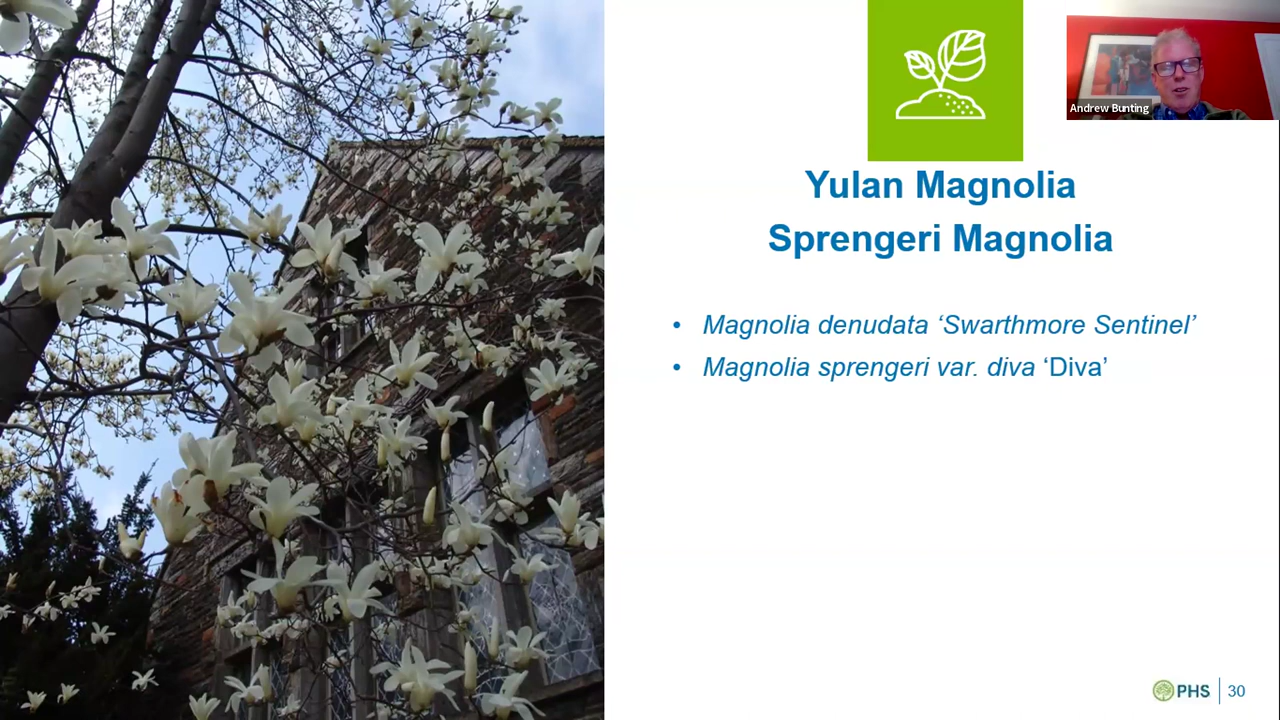 Andrew Bunting
Yulan Magnolia
Sprengeri Magnolia
• Magnolia denudata ‘Swarthmore Sentinel’
• Magnolia sprengeri var. diva ‘Diva’
PHS 30